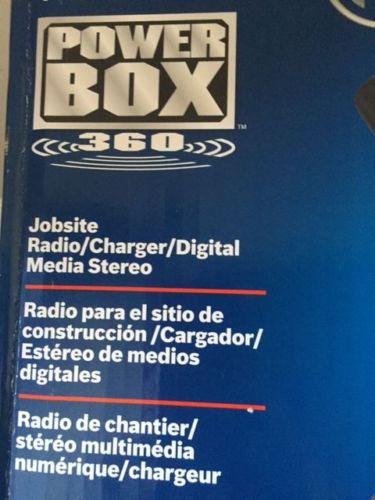 POWER
BOX
™
360
Jobsite
Radio/Charger/Digital
Media Stereo
Radio para el sitio de
construcción /Cargador/
Estéreo de medios
digitales
Radio de chantier/
stéréo multimédia
numérique/chargeur